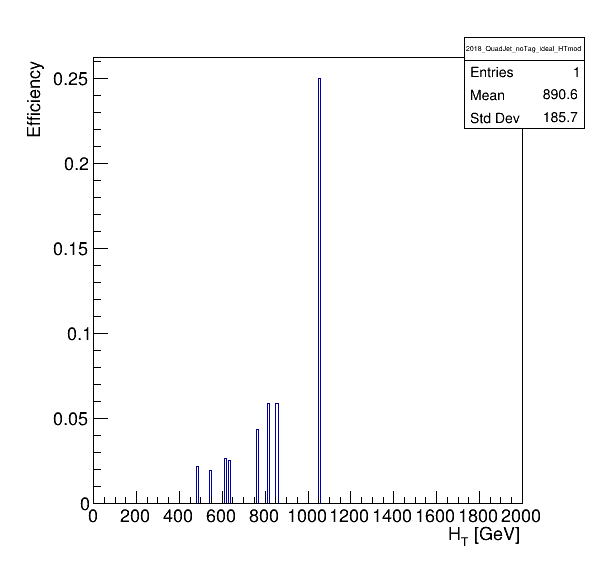 2018_QuadJet_noTag_ideal_HTmod
Entries 1
Mean 890.6
Std Dev 185.7
Efficiency
0.25
0.2
0.15
0.1
0.05
0
0 200 400 600 800 1000 1200 1400 1600 1800 2000
H_T [GeV]